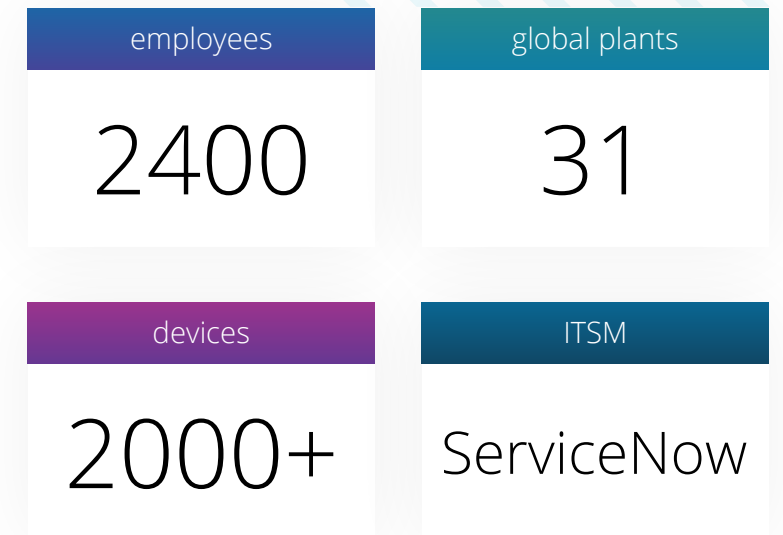 employees
2400
global plants
31
devices
2000+
ITSM
ServiceNow